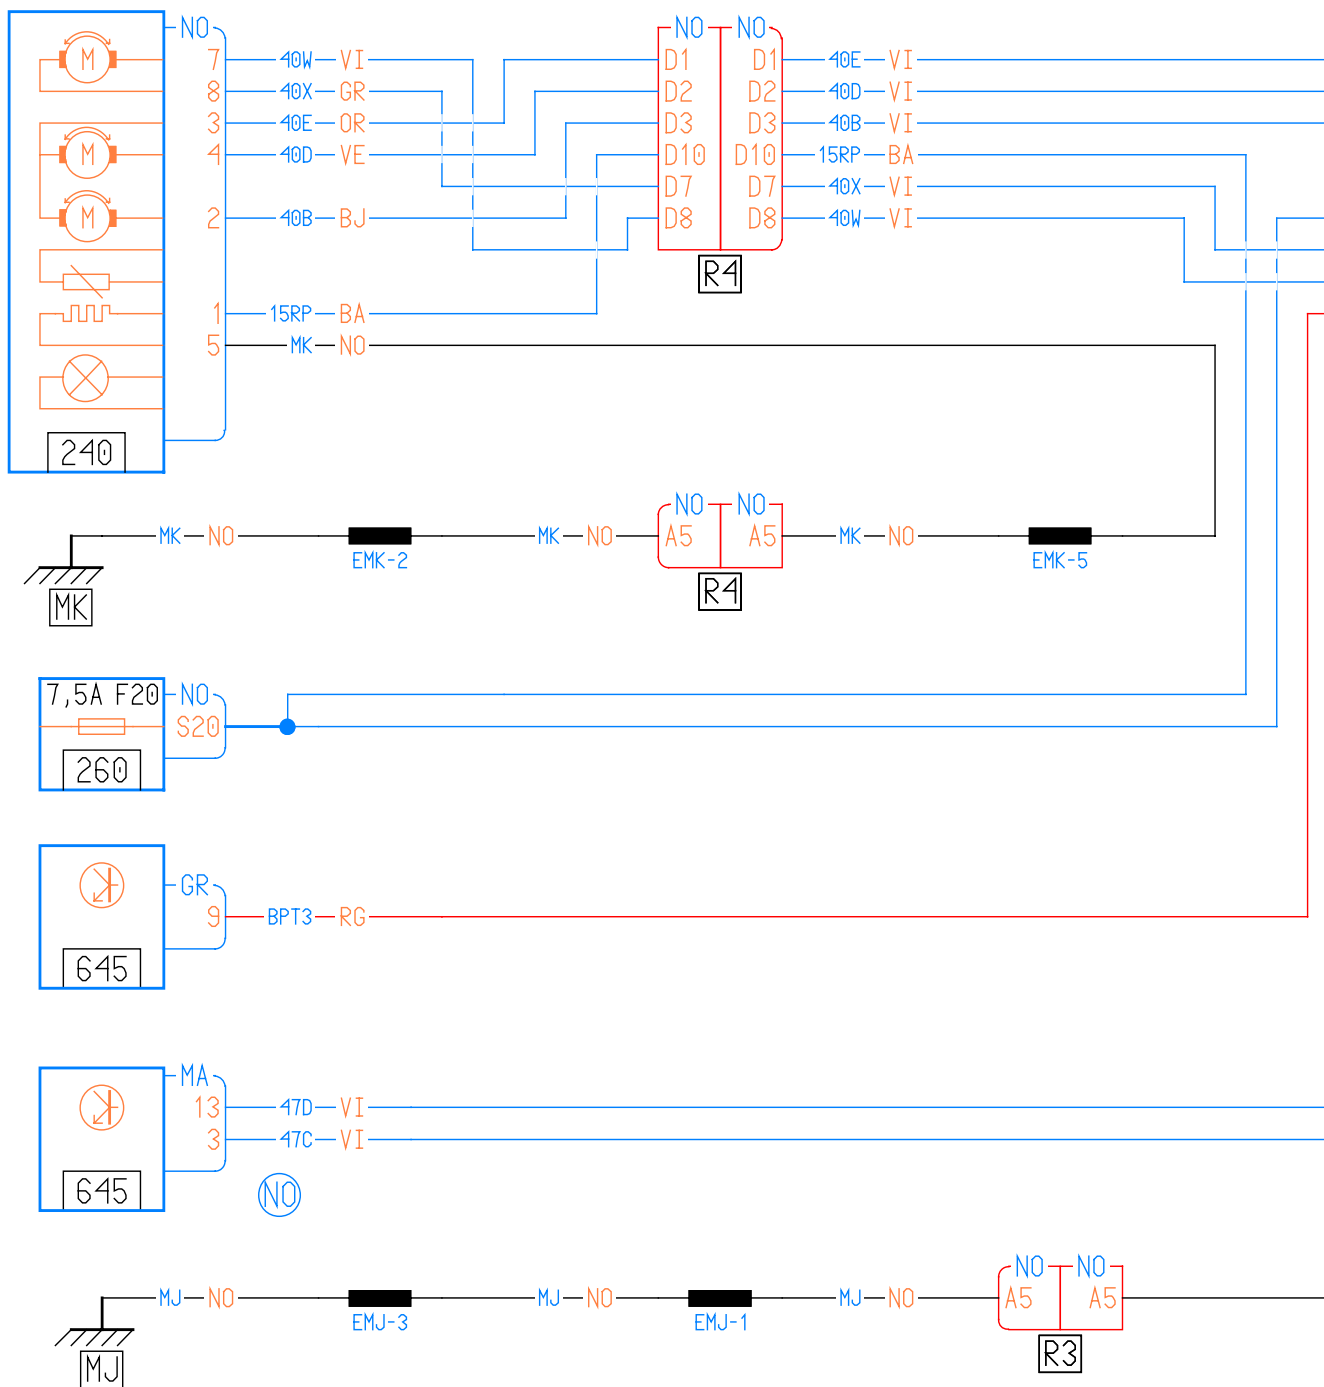 NO NO NO
M 7 40W VI D1 D1 40E VI
8 40X GR D2 D2 40D VI
3 40E OR D3 D3 40B VI
M 4 40D VE D10 D10 15RP BA
D7 D7 40X VI
M 2 40B BJ D8 D8 40W VI
R4
1 15RP BA
5 MK NO
240
NO NO
MK NO MK NO A5 A5 MK NO
EMK-2 EMK-5
R4
MK
7,5A F20 NO
S20
260
GR
9 BPT3 RG
645
MA
13 47D VI
3 47C VI
645 NO
NO NO
MJ NO MJ NO MJ NO A5 A5
EMJ-3 EMJ-1
R3
MJ